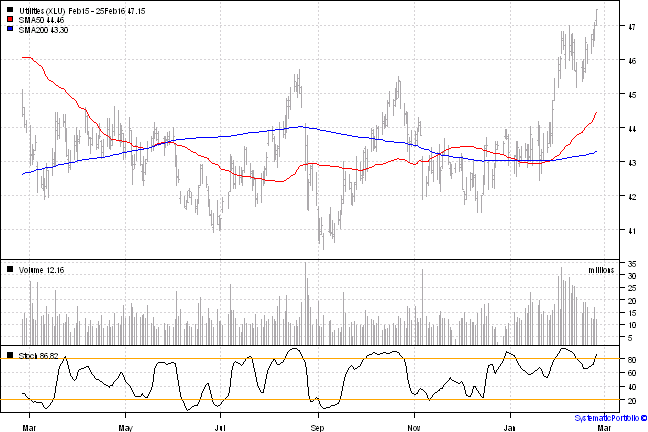 Utilities (XLU) Feb15 - 25Feb16 47.15
SMA50 44.46
SMA200 43.30
47
46
45
44
43
42
41
Volume 12.16
millions
35
30
25
20
15
10
5
Stoch 86.82
80
60
40
20
Mar May Jul Sep Nov Jan Mar
SystematicPortfolio ©